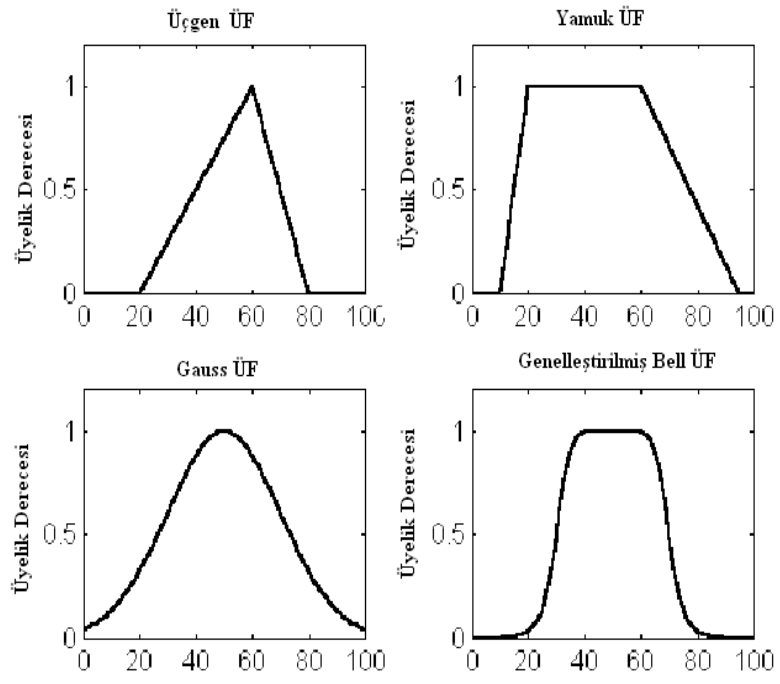 Üçgen ÜF
Üyelik Derecesi
1
0.5
0
0 20 40 60 80 100
Yamuk ÜF
Üyelik Derecesi
1
0.5
0
0 20 40 60 80 100
Gauss ÜF
Üyelik Derecesi
1
0.5
0
0 20 40 60 80 100
Genelleştirilmiş Bell ÜF
Üyelik Derecesi
1
0.5
0
0 20 40 60 80 100